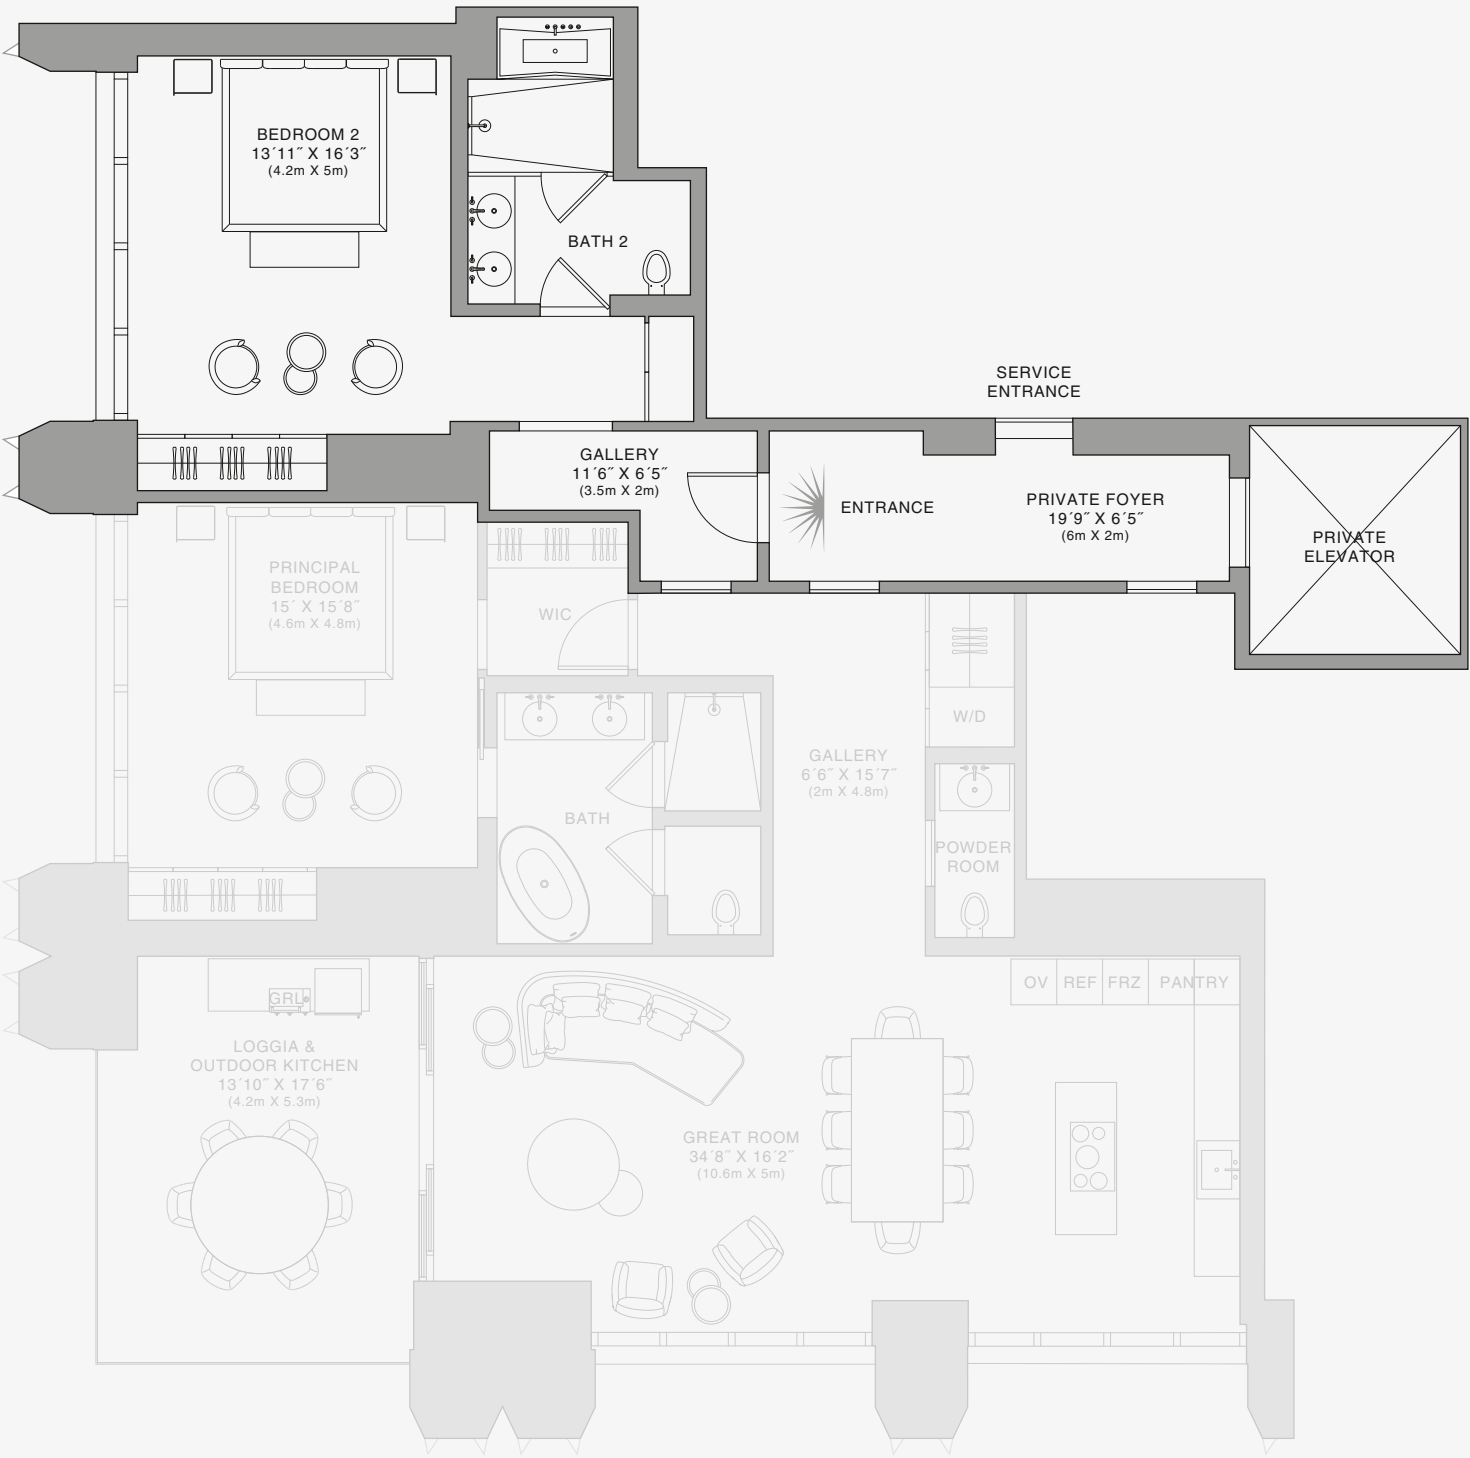 BEDROOM 2
13´11˝ X 16´3˝
(4.2m X 5m)
BATH 2
SERVICE
ENTRANCE
GALLERY
11´6˝ X 6´5˝
(3.5m X 2m)
ENTRANCE
PRIVATE FOYER
19´9˝ X 6´5˝
(6m X 2m)
PRIVATE
ELEVATOR
PRINCIPAL
BEDROOM
15´ X 15´8˝
(4.6m X 4.8m)
WIC
W/D
GALLERY
6´6˝ X 15´7˝
(2m X 4.8m)
BATH
POWDER
ROOM
OV
REF
FRZ
PANTRY
GRL
LOGGIA &
OUTDOOR KITCHEN
13´10˝ X 17´6˝
(4.2m X 5.3m)
GREAT ROOM
34´8˝ X 16´2˝
(10.6m X 5m)